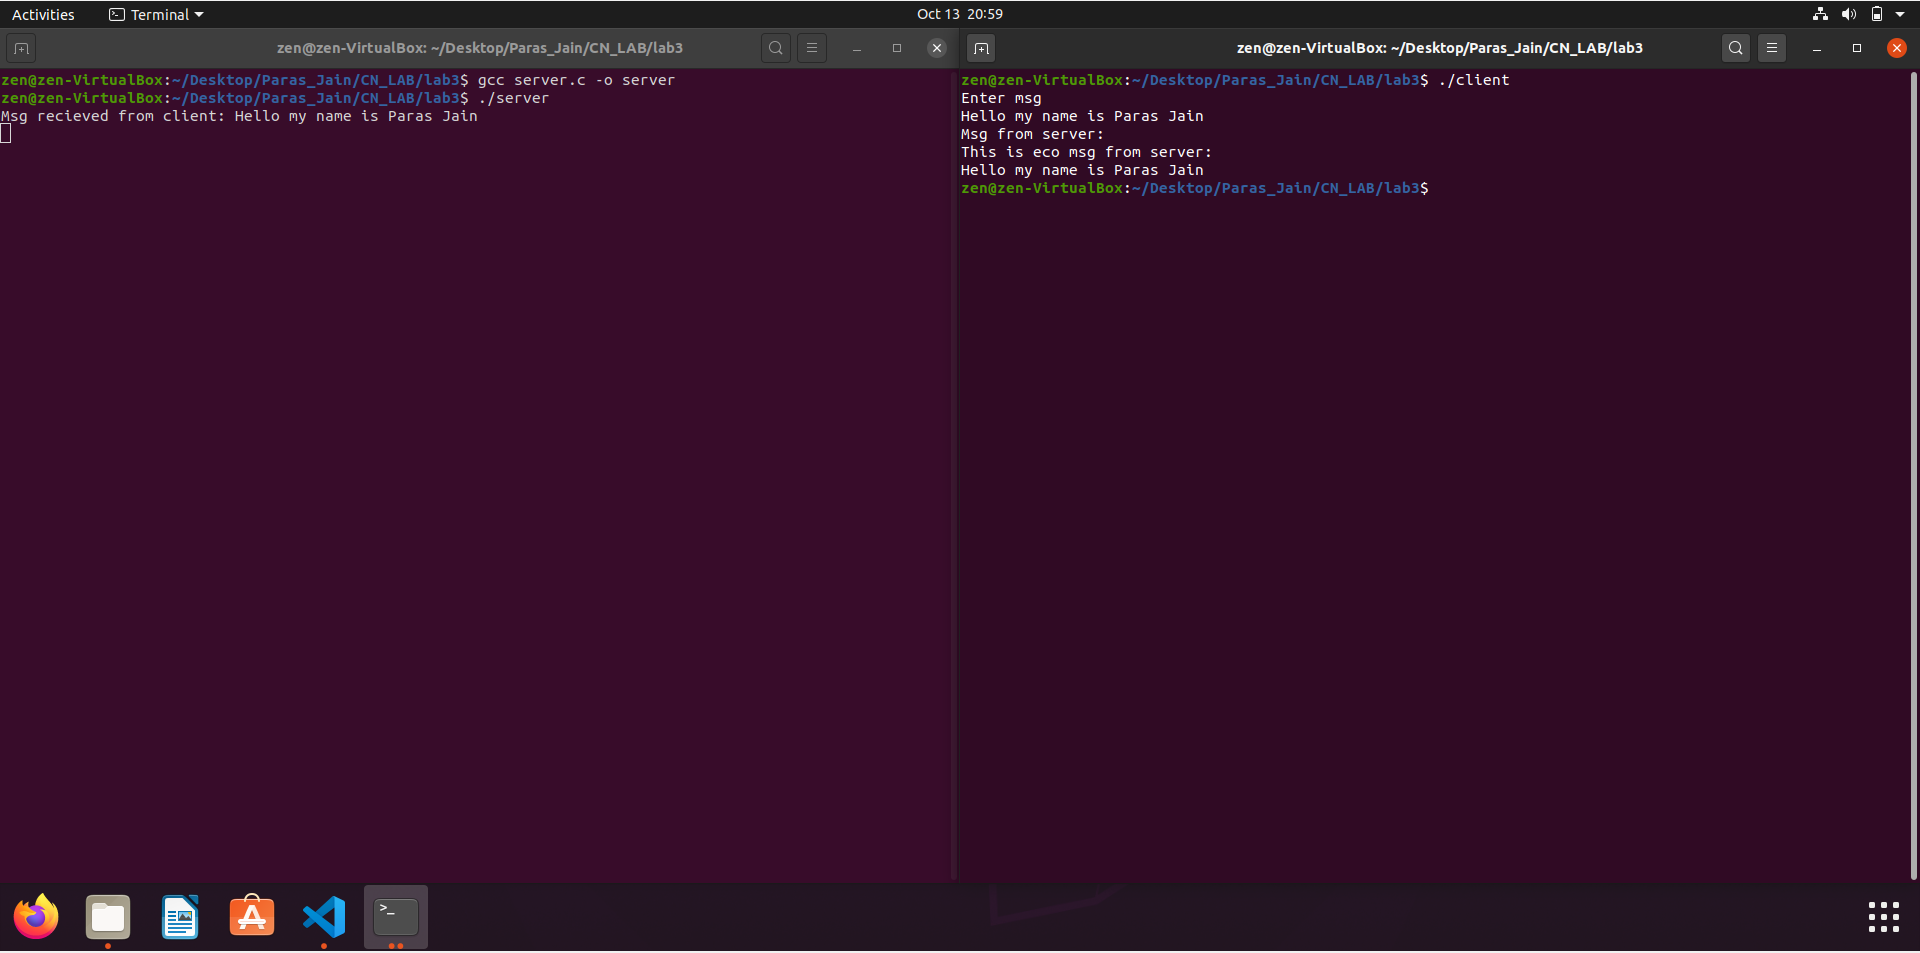 Activities
Terminal
Oct 13 20:59
zen@zen-VirtualBox: ~/Desktop/Paras_Jain/CN_LAB/lab3
zen@zen-VirtualBox:~/Desktop/Paras_Jain/CN_LAB/lab3$ gcc server.c -o server
zen@zen-VirtualBox:~/Desktop/Paras_Jain/CN_LAB/lab3$ ./server
Msg recieved from client: Hello my name is Paras Jain
zen@zen-VirtualBox: ~/Desktop/Paras_Jain/CN_LAB/lab3
zen@zen-VirtualBox:~/Desktop/Paras_Jain/CN_LAB/lab3$ ./client
Enter msg
Hello my name is Paras Jain
Msg from server:
This is eco msg from server:
Hello my name is Paras Jain
zen@zen-VirtualBox:~/Desktop/Paras_Jain/CN_LAB/lab3$